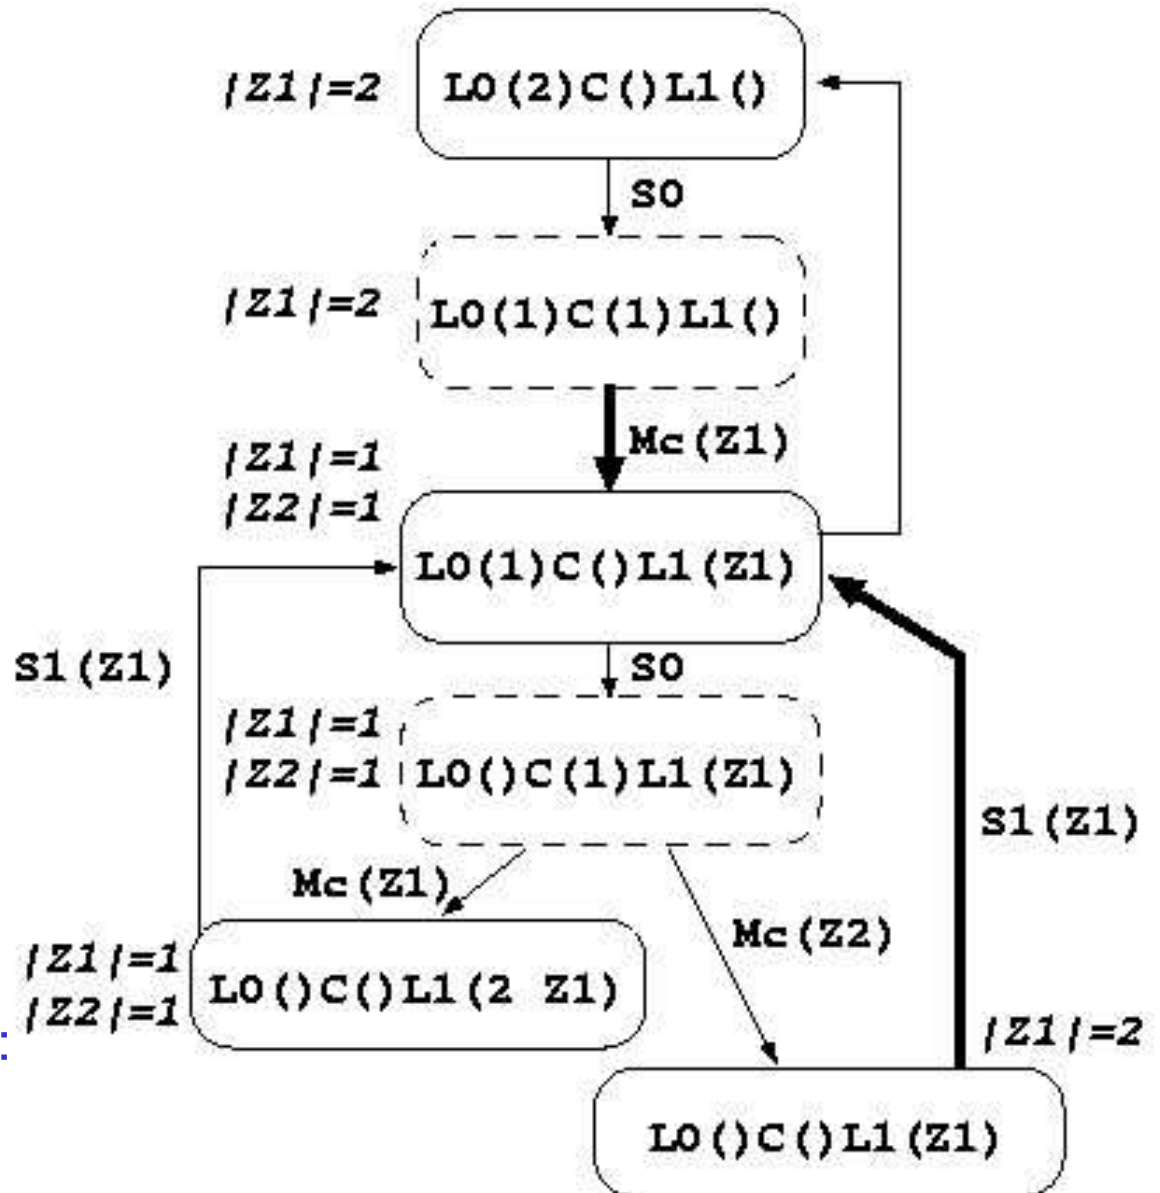 |Z1|=2
L0(2)C()L1()
S0
|Z1|=2
L0(1)C(1)L1()
Mc(Z1)
|Z1|=1
|Z2|=1
L0(1)C()L1(Z1)
S1(Z1)
S0
|Z1|=1
|Z2|=1
L0()C(1)L1(Z1)
S1(Z1)
Mc(Z1)
Mc(Z2)
|Z1|=1
|Z2|=1
L0()C()L1(2 Z1)
:
|Z1|=2
L0()C()L1(Z1)